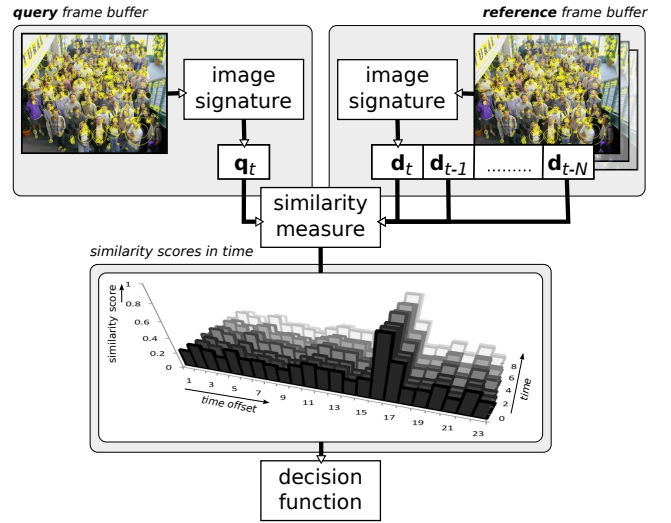 query frame buffer
reference frame buffer
image
signature
image
signature
q_t
d_t d_t-1 ......... d_t-N
similarity
measure
similarity scores in time
similarity score
1
0.8
0.6
0.4
0.2
0
1 3 5 7 9 11 13 15 17 19 21 23
time offset
8
6
4
2
0
time
decision
function